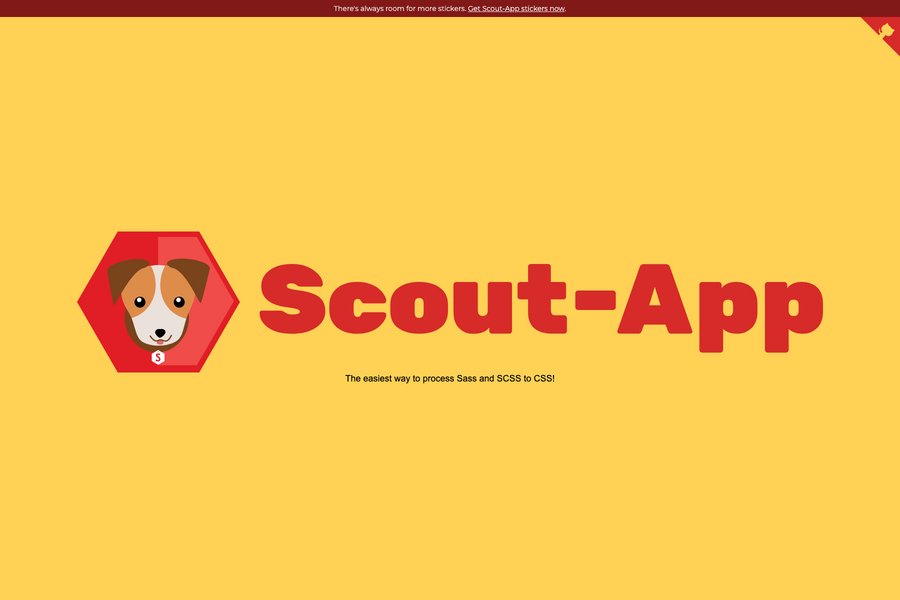 There's always room for more stickers. Get Scout-App stickers now.
Scout-App
S
The easiest way to process Sass and SCSS to CSS!